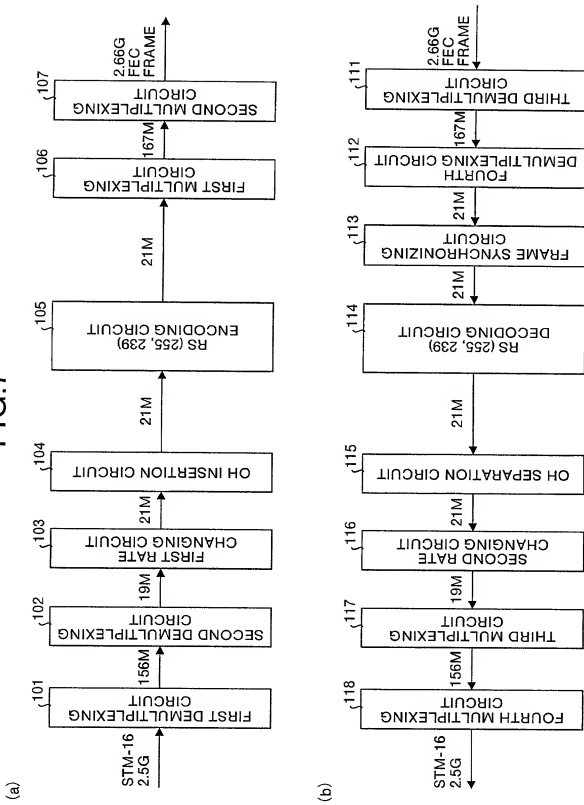 FIG.7
(a)
STM-16
2.5G
101
FIRST DEMULTIPLEXING
CIRCUIT
156M
102
SECOND DEMULTIPLEXING
CIRCUIT
19M
103
FIRST RATE
CHANGING CIRCUIT
21M
104
OH INSERTION CIRCUIT
21M
105
RS (255, 239)
ENCODING CIRCUIT
21M
106
FIRST MULTIPLEXING
CIRCUIT
167M
107
SECOND MULTIPLEXING
CIRCUIT
2.66G
FEC
FRAME
(b)
STM-16
2.5G
118
FOURTH MULTIPLEXING
CIRCUIT
156M
117
THIRD MULTIPLEXING
CIRCUIT
19M
116
SECOND RATE
CHANGING CIRCUIT
21M
115
OH SEPARATION CIRCUIT
21M
114
RS (255, 239)
DECODING CIRCUIT
21M
113
FRAME SYNCHRONIZING
CIRCUIT
21M
112
FOURTH
DEMULTIPLEXING CIRCUIT
167M
111
THIRD DEMULTIPLEXING
CIRCUIT
2.66G
FEC
FRAME